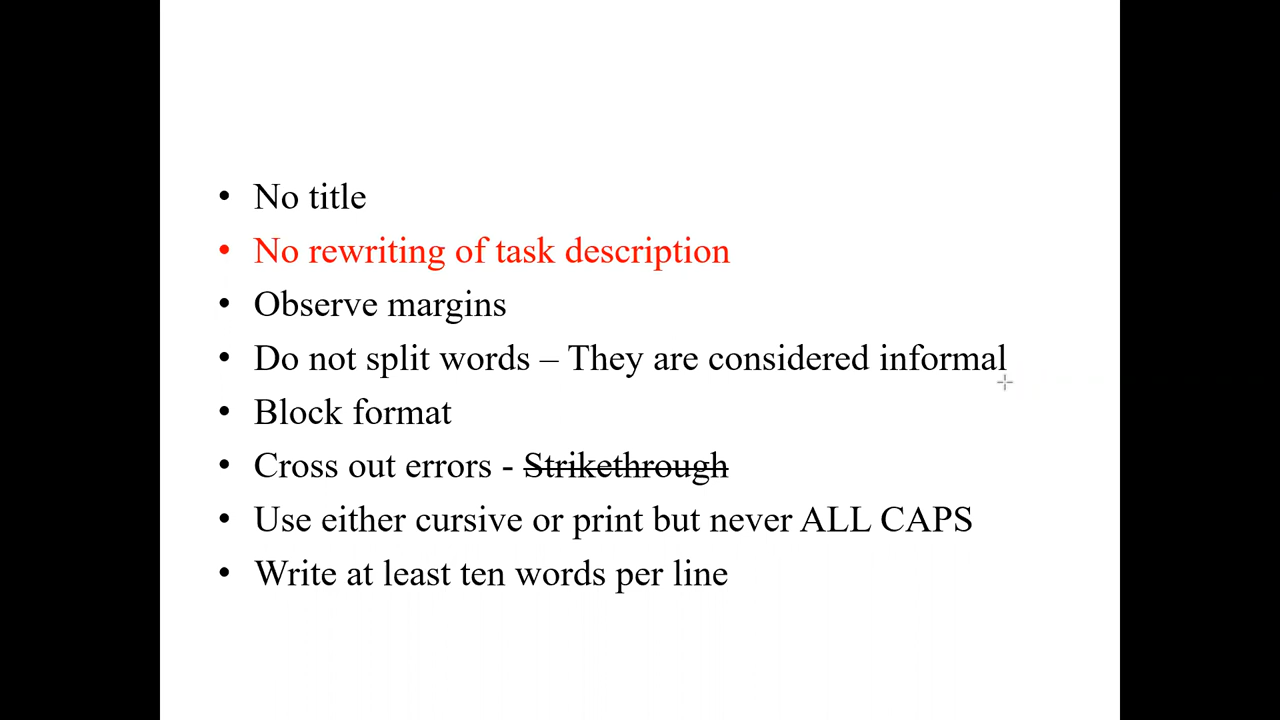 • No title
• No rewriting of task description
• Observe margins
• Do not split words – They are considered informal
• Block format
• Cross out errors - Strikethrough
• Use either cursive or print but never ALL CAPS
• Write at least ten words per line